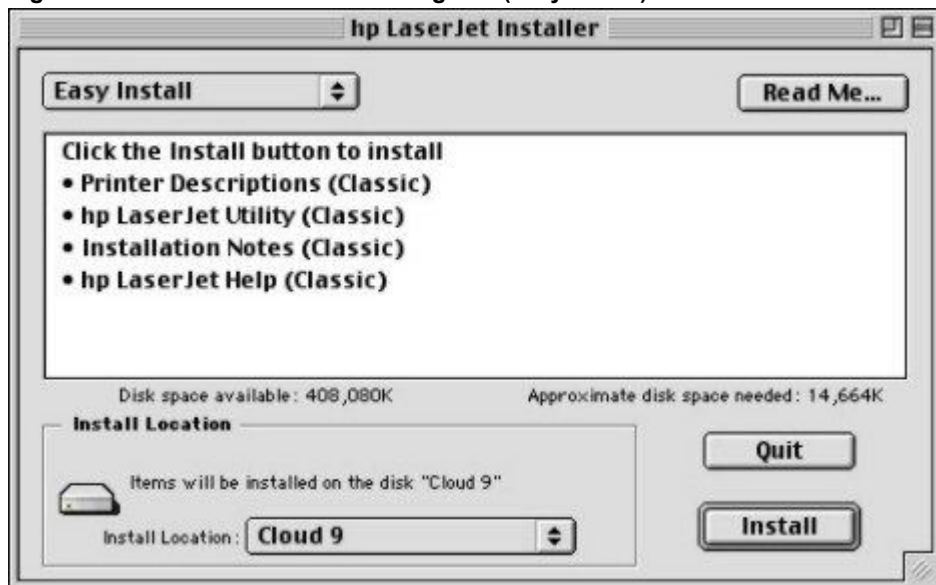 hp LaserJet Installer
Easy Install
Read Me...
Click the Install button to install
• Printer Descriptions (Classic)
• hp LaserJet Utility (Classic)
• Installation Notes (Classic)
• hp LaserJet Help (Classic)
Disk space available: 408,080K
Approximate disk space needed: 14,664K
Install Location
Items will be installed on the disk "Cloud 9"
Install Location: Cloud 9
Quit
Install